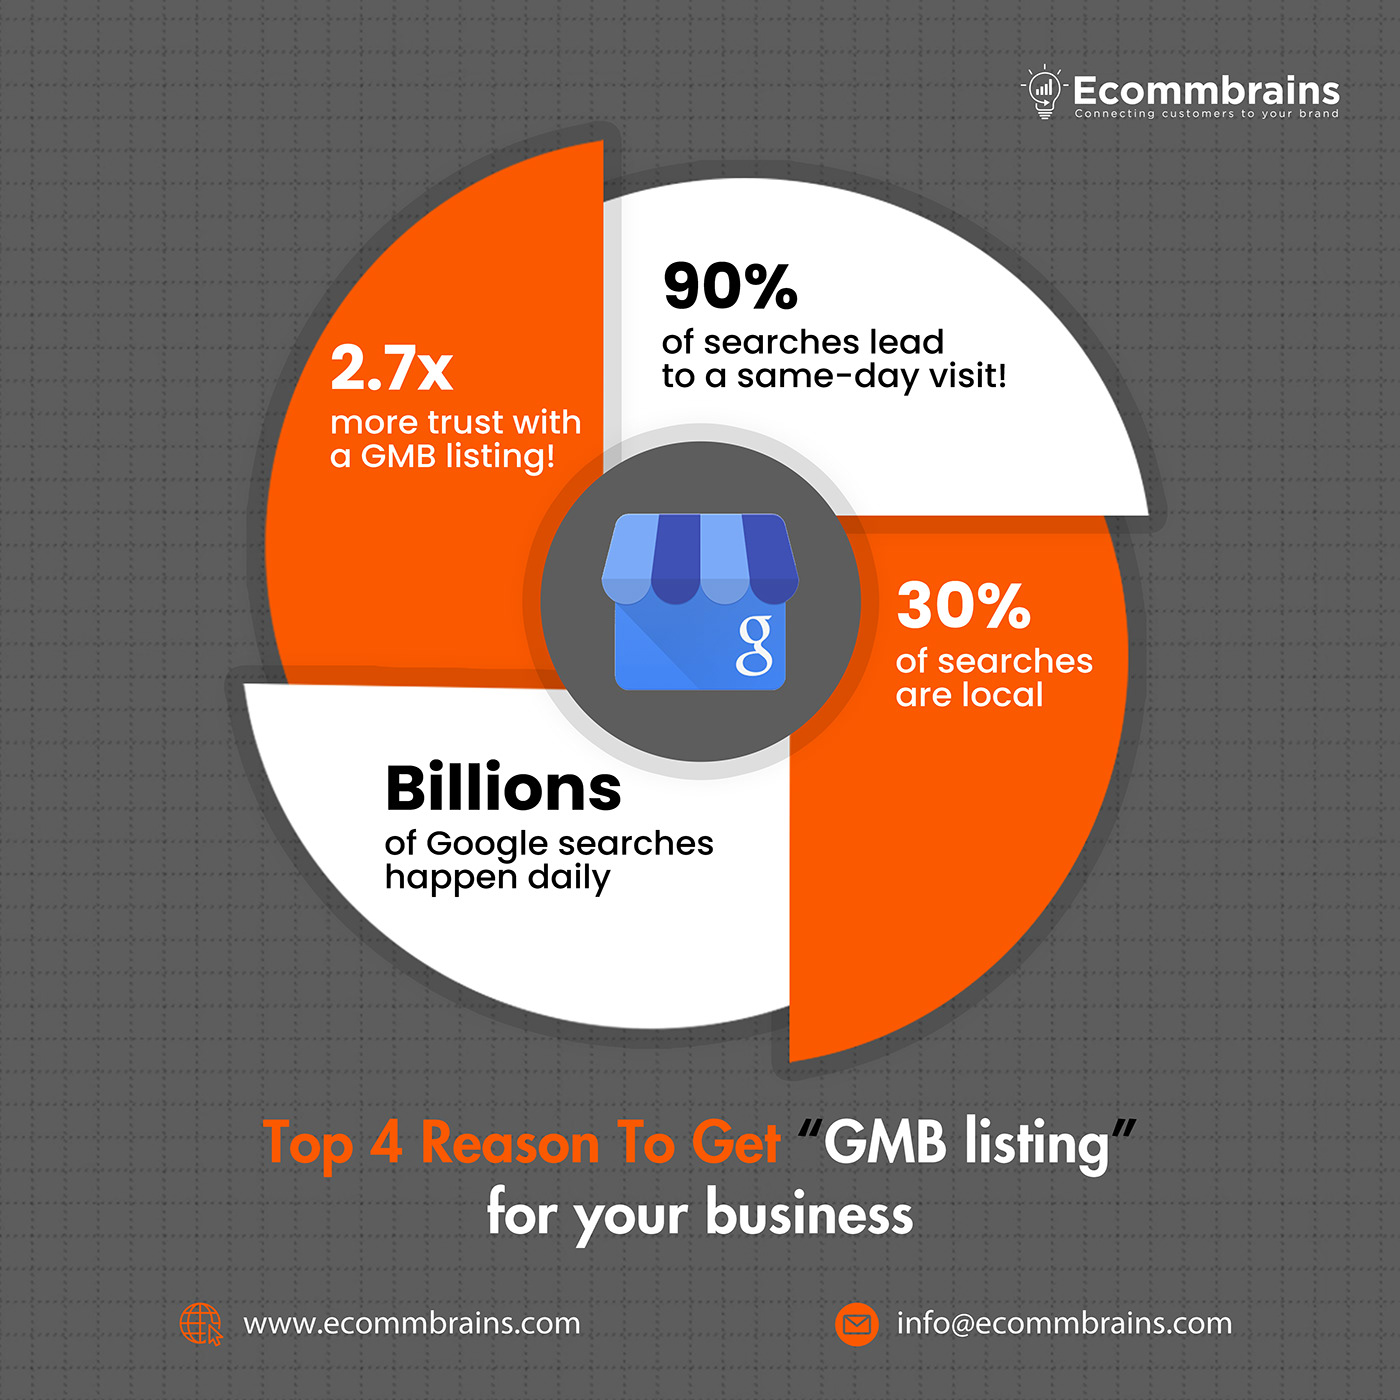 Ecommbrains
Connecting customers to your brand
90%
of searches lead
to a same-day visit!
2.7x
more trust with
a GMB listing!
30%
of searches
are local
g
Billions
of Google searches
happen daily
Top 4 Reason To Get “GMB listing”
for your business
www.ecommbrains.com
info@ecommbrains.com